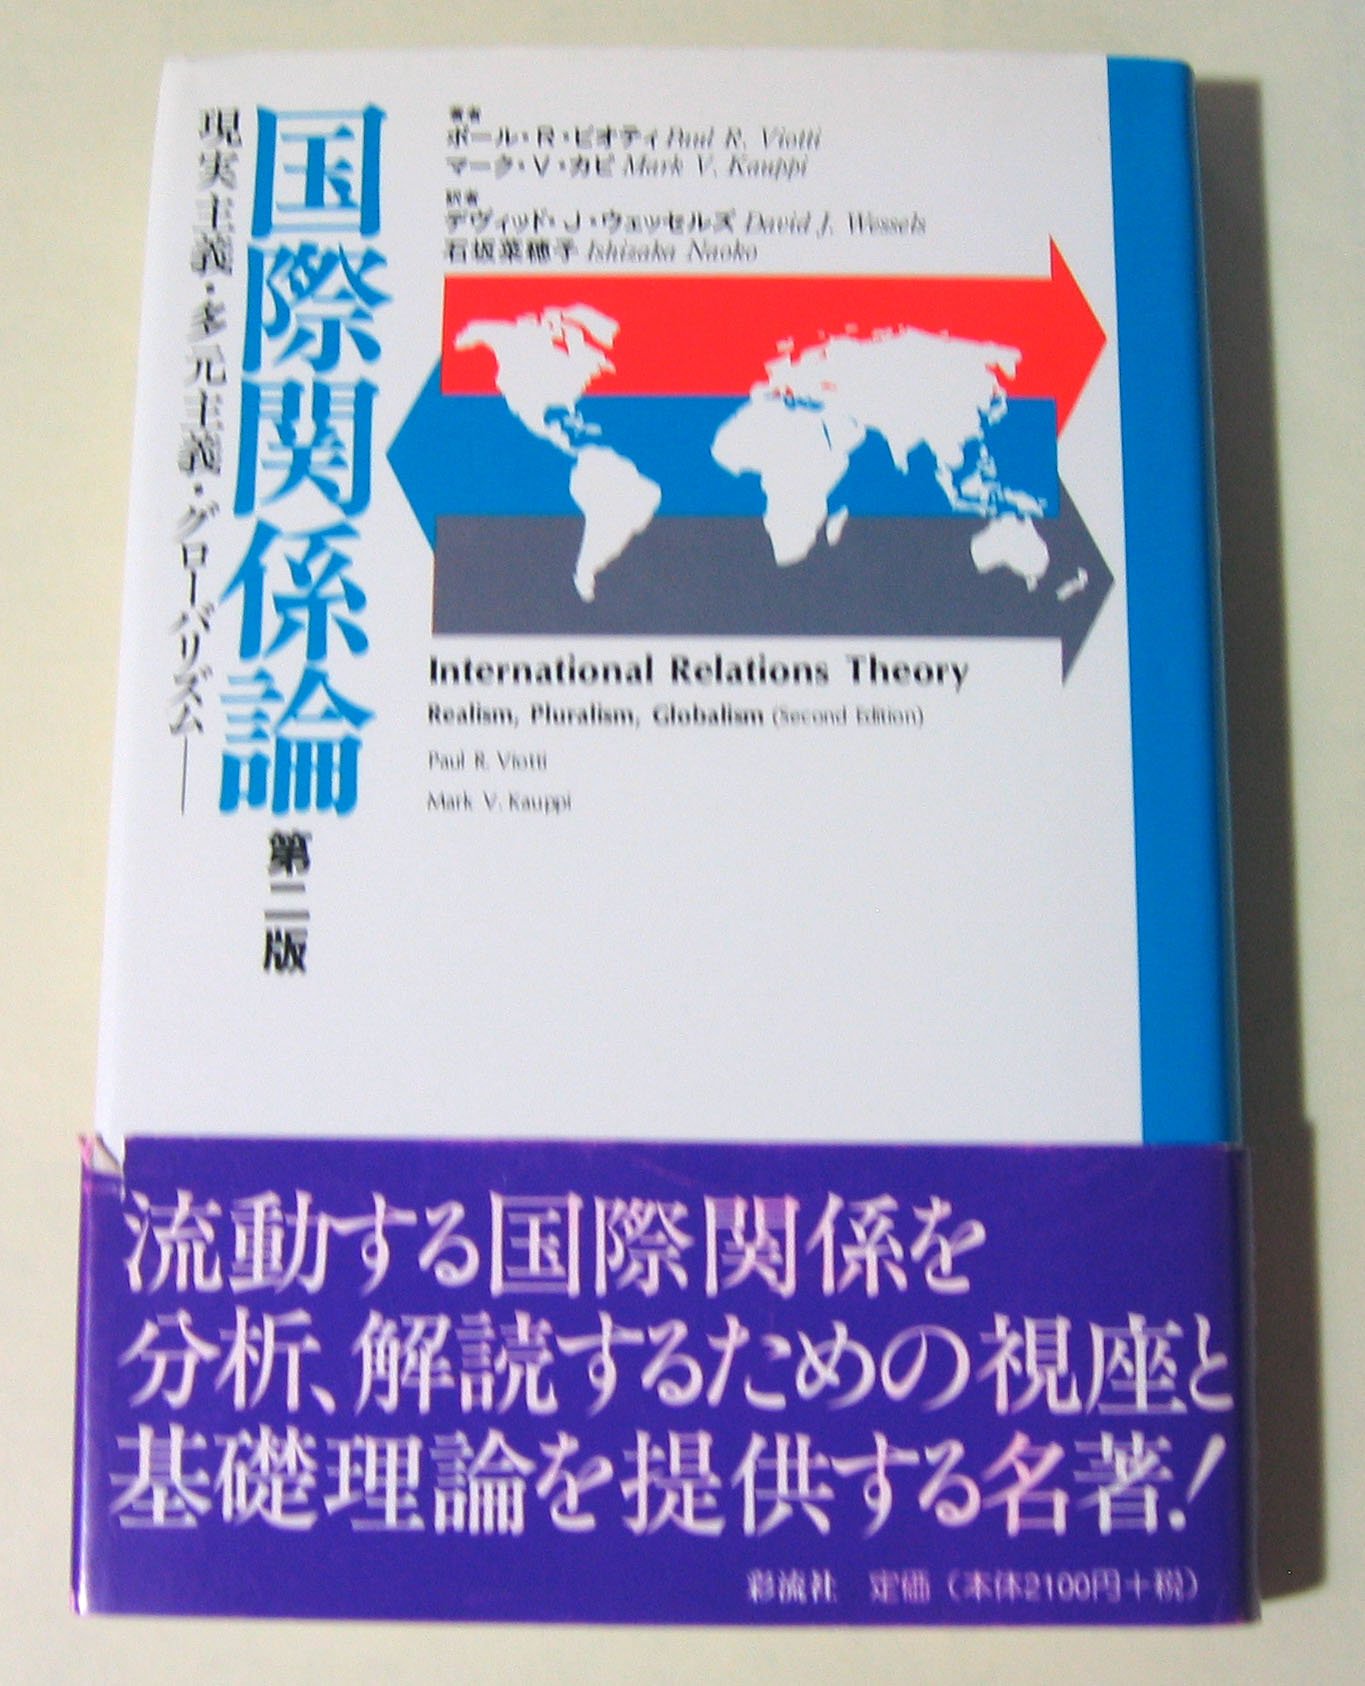 国際関係論 第二版
現実主義・多元主義・グローバリズム――
著者
ポール・R・ビオティ Paul R. Viotti
マーク・V・カピ Mark V. Kauppi
訳者
デヴィッド・J・ウェッセルズ David J. Wessels
石坂菜穂子 Ishizaka Naoko
International Relations Theory
Realism, Pluralism, Globalism (Second Edition)
Paul R. Viotti
Mark V. Kauppi
流動する国際関係を
分析、解読するための視座と
基礎理論を提供する名著!
彩流社 定価（本体2100円+税）